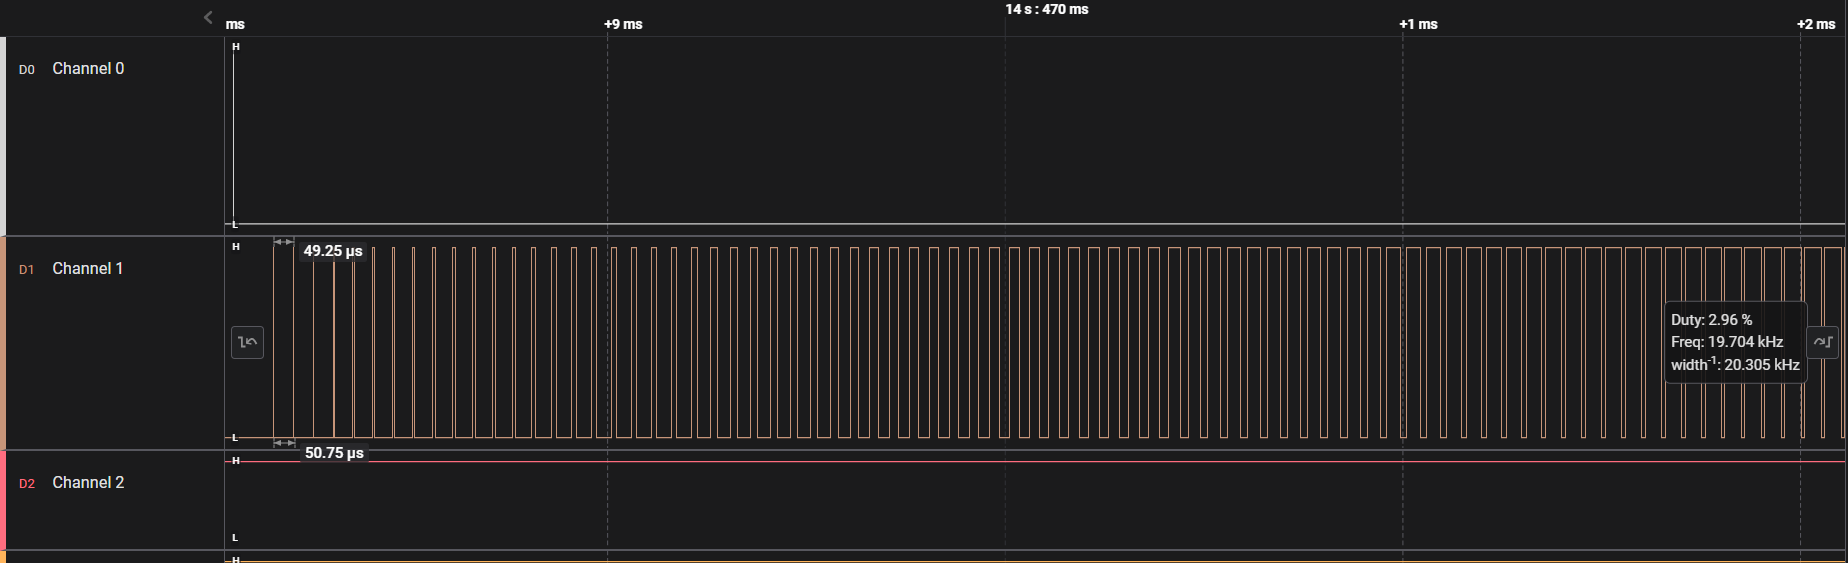 14 s : 470 ms
ms +9 ms +1 ms +2 ms
H
D0 Channel 0
L
H
49.25 µs
D1 Channel 1
Duty: 2.96 %
Freq: 19.704 kHz
width⁻¹: 20.305 kHz
L
50.75 µs
H
D2 Channel 2
L
H